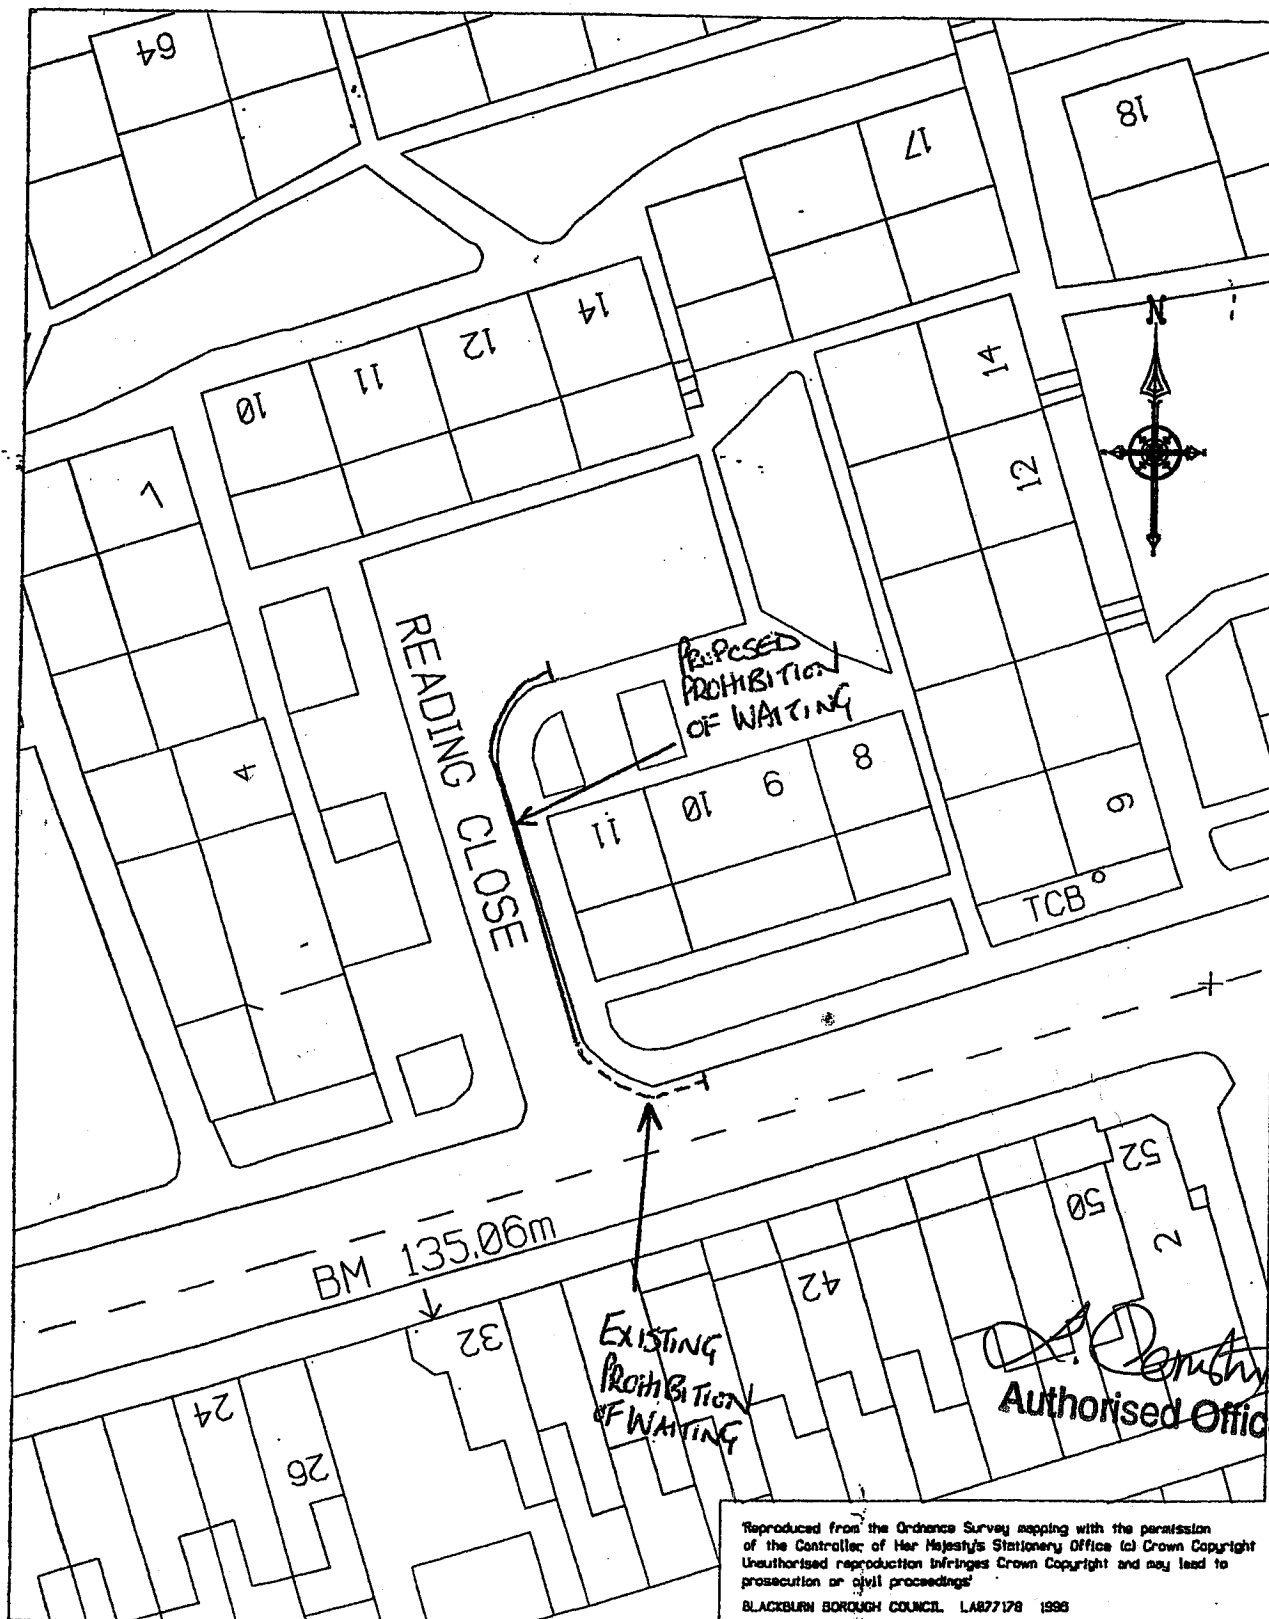 64
18
17
14
12
11
10
14
N
12
7
READING CLOSE
PROPOSED
PROHIBITION
OF WAITING
4
8
9
10
11
6
TCB
52
50
2
BM 135.06m
42
32
EXISTING
PROHIBITION
OF WAITING
24
26
Authorised Offic
'Reproduced from the Ordnance Survey mapping with the permission
of the Controller of Her Majesty's Stationery Office (c) Crown Copyright
Unauthorised reproduction infringes Crown Copyright and may lead to
prosecution or civil proceedings'
BLACKBURN BOROUGH COUNCIL LA077178 1996